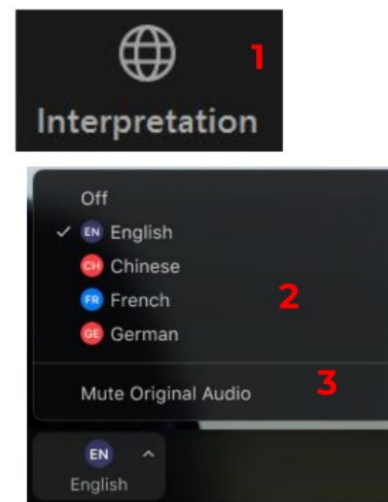 1
Interpretation
Off
✓ EN English
CH Chinese
FR French
2
GE German
Mute Original Audio
3
EN
English